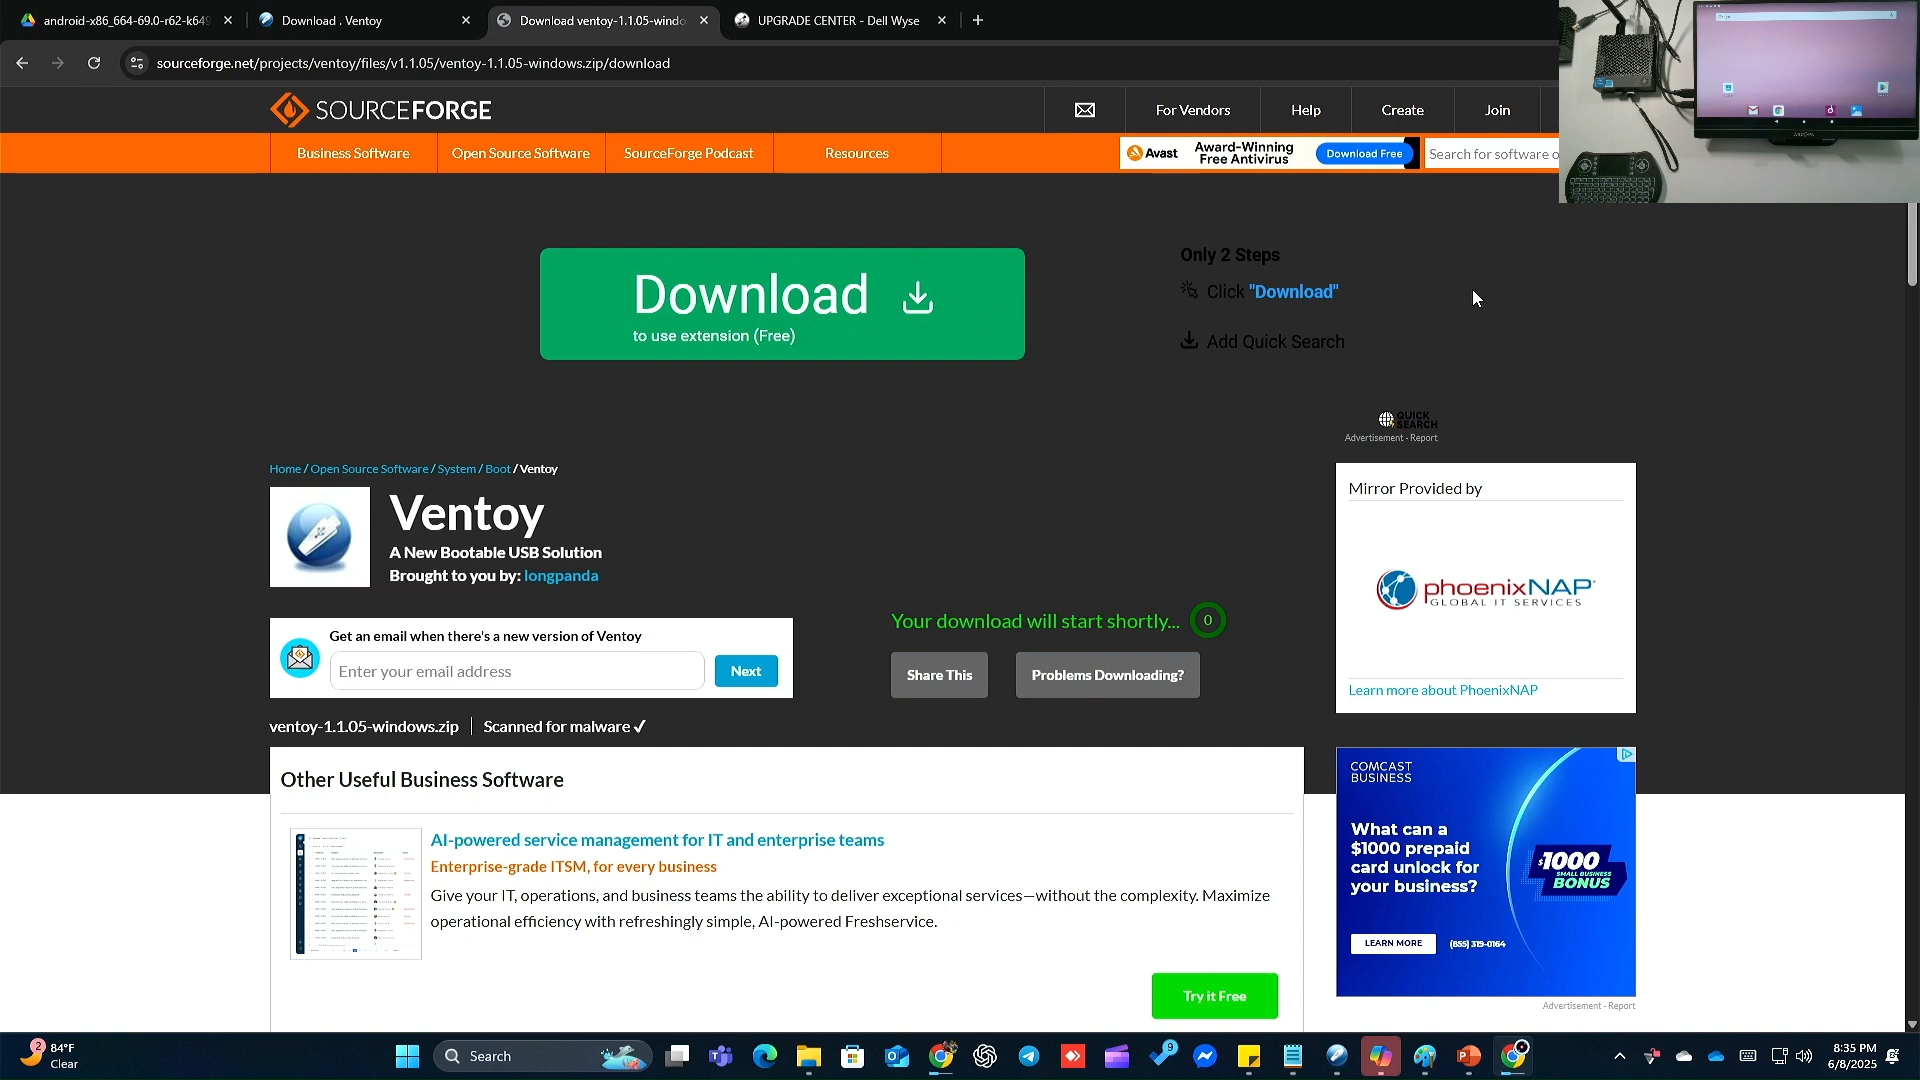 android-x86_664-69.0-r62-k649
Download . Ventoy
Download ventoy-1.1.05-windo
UPGRADE CENTER - Dell Wyse
sourceforge.net/projects/ventoy/files/v1.1.05/ventoy-1.1.05-windows.zip/download
SOURCEFORGE
For Vendors
Help
Create
Join
Business Software
Open Source Software
SourceForge Podcast
Resources
Avast
Award-Winning
Free Antivirus
Download Free
Search for software o
Download
to use extension (Free)
Only 2 Steps
Click "Download"
Add Quick Search
QUICK
SEARCH
Advertisement - Report
Home / Open Source Software / System / Boot / Ventoy
Ventoy
A New Bootable USB Solution
Brought to you by: longpanda
Mirror Provided by
phoenixNAP
GLOBAL IT SERVICES
Learn more about PhoenixNAP
Get an email when there's a new version of Ventoy
Enter your email address
Next
Your download will start shortly... 0
Share This
Problems Downloading?
ventoy-1.1.05-windows.zip
Scanned for malware ✓
Other Useful Business Software
AI-powered service management for IT and enterprise teams
Enterprise-grade ITSM, for every business
Give your IT, operations, and business teams the ability to deliver exceptional services—without the complexity. Maximize
operational efficiency with refreshingly simple, AI-powered Freshservice.
Try it Free
COMCAST
BUSINESS
What can a
$1000 prepaid
card unlock for
your business?
$1000
SMALL BUSINESS
BONUS
LEARN MORE
(855) 319-0164
Advertisement - Report
2
84°F
Clear
Search
9
8:35 PM
6/8/2025